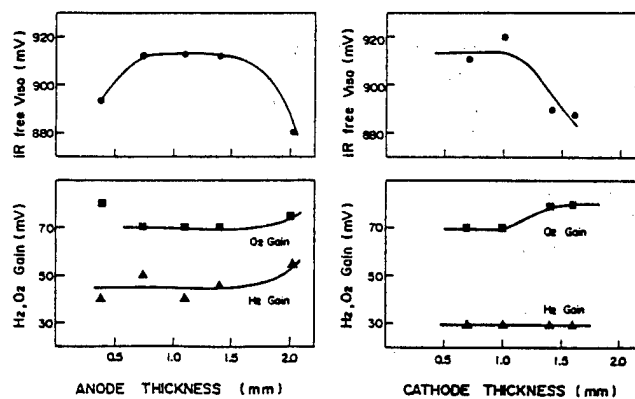 IR free V150 (mV)
920
900
880
IR free V150 (mV)
920
900
880
H2,O2 Gain (mV)
70
50
30
O2 Gain
H2 Gain
0.5 1.0 1.5 2.0
ANODE THICKNESS (mm)
H2,O2 Gain (mV)
70
50
30
O2 Gain
H2 Gain
0.5 1.0 1.5 2.0
CATHODE THICKNESS (mm)